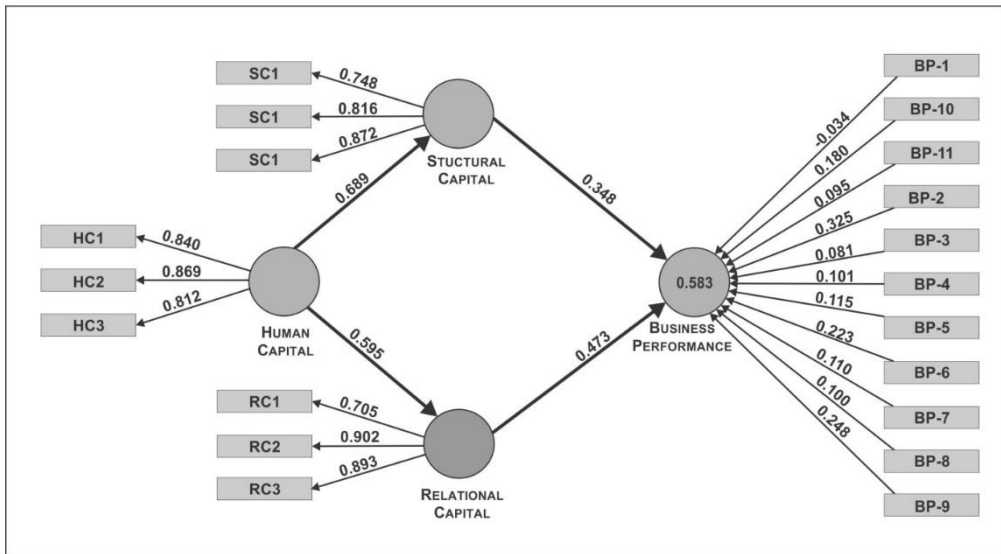 SC1
SC1
SC1
0.748
0.816
0.872
STUCTURAL
CAPITAL
0.689
0.348
HC1
HC2
HC3
0.840
0.869
0.812
HUMAN
CAPITAL
0.595
0.473
RC1
RC2
RC3
0.705
0.902
0.893
RELATIONAL
CAPITAL
0.583
BUSINESS
PERFORMANCE
-0.034
0.180
0.095
0.325
0.081
0.101
0.115
0.223
0.110
0.100
0.248
BP-1
BP-10
BP-11
BP-2
BP-3
BP-4
BP-5
BP-6
BP-7
BP-8
BP-9